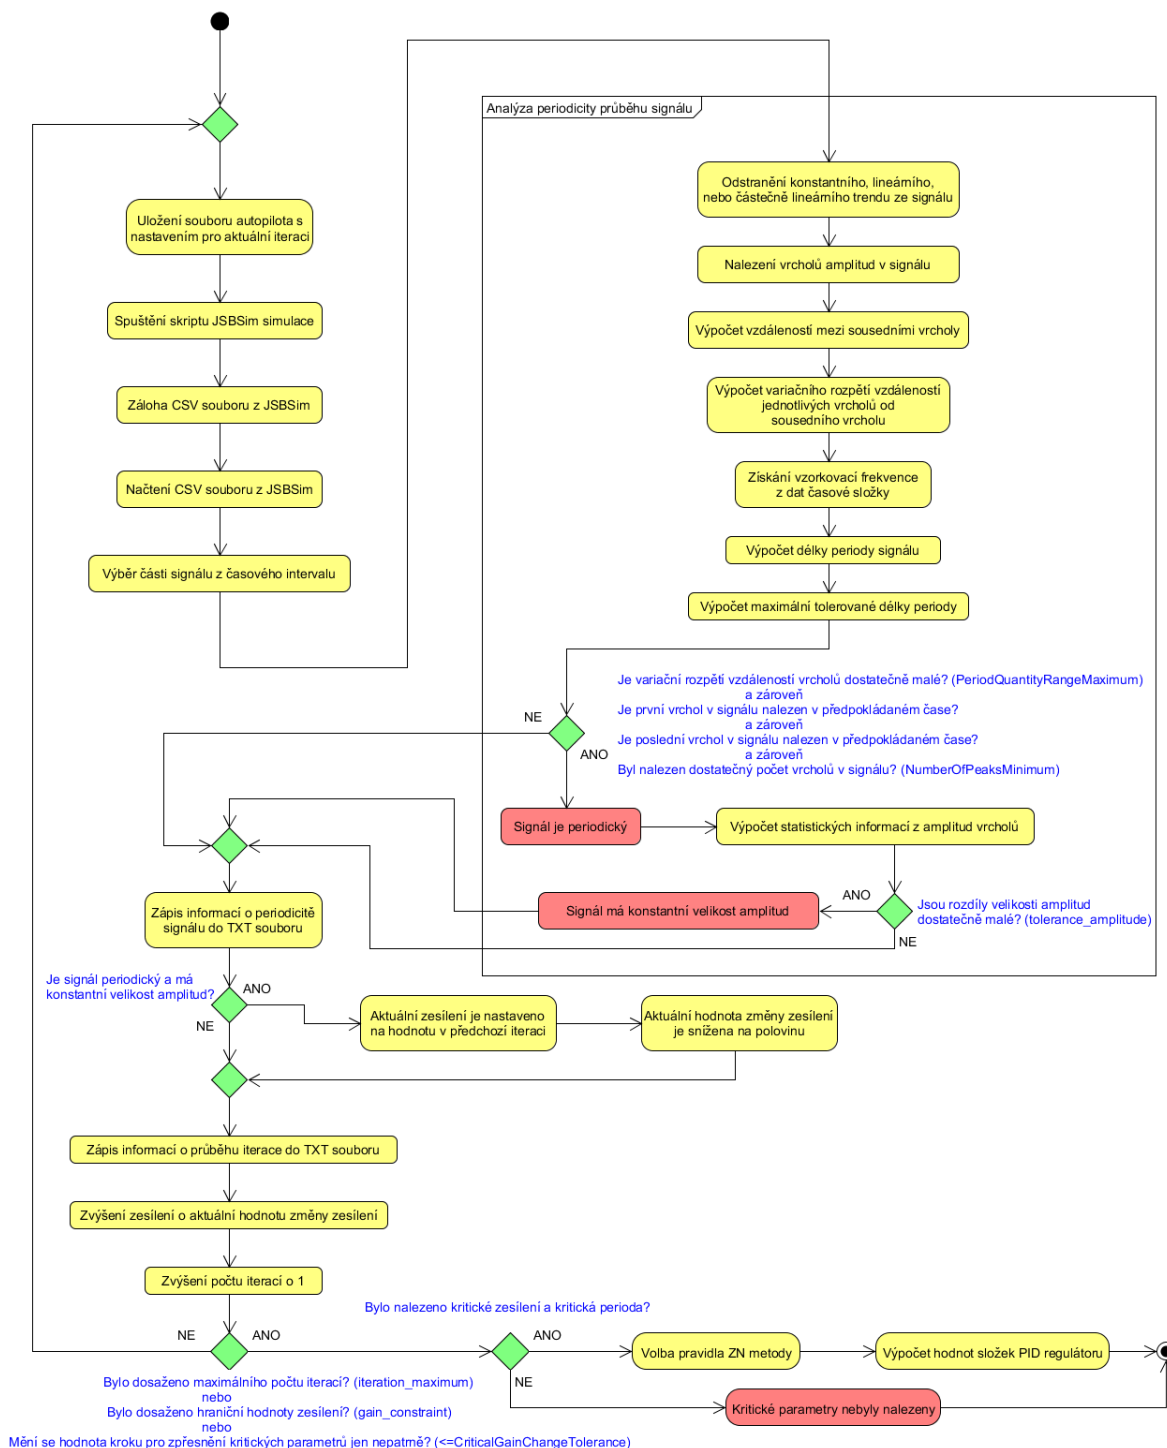 Analýza periodicity průběhu signálu
Uložení souboru autopilota s
nastavením pro aktuální iteraci
Spuštění skriptu JSBSim simulace
Záloha CSV souboru z JSBSim
Načtení CSV souboru z JSBSim
Výběr části signálu z časového intervalu
Odstranění konstantního, lineárního,
nebo částečně lineárního trendu ze signálu
Nalezení vrcholů amplitud v signálu
Výpočet vzdáleností mezi sousedními vrcholy
Výpočet variačního rozpětí vzdáleností
jednotlivých vrcholů od
sousedního vrcholu
Získání vzorkovací frekvence
z dat časové složky
Výpočet délky periody signálu
Výpočet maximální tolerované délky periody
Je variační rozpětí vzdáleností vrcholů dostatečně malé? (PeriodQuantityRangeMaximum)
a zároveň
Je první vrchol v signálu nalezen v předpokládaném čase?
a zároveň
Je poslední vrchol v signálu nalezen v předpokládaném čase?
a zároveň
Byl nalezen dostatečný počet vrcholů v signálu? (NumberOfPeaksMinimum)
NE
ANO
Signál je periodický
Výpočet statistických informací z amplitud vrcholů
Jsou rozdíly velikosti amplitud
dostatečně malé? (tolerance_amplitude)
ANO
NE
Signál má konstantní velikost amplitud
Zápis informací o periodicitě
signálu do TXT souboru
Je signál periodický a má
konstantní velikost amplitud?
ANO
NE
Aktuální zesílení je nastaveno
na hodnotu v předchozí iteraci
Aktuální hodnota změny zesílení
je snížena na polovinu
Zápis informací o průběhu iterace do TXT souboru
Zvýšení zesílení o aktuální hodnotu změny zesílení
Zvýšení počtu iterací o 1
NE
ANO
Bylo dosaženo maximálního počtu iterací? (iteration_maximum)
nebo
Bylo dosaženo hraniční hodnoty zesílení? (gain_constraint)
nebo
Mění se hodnota kroku pro zpřesnění kritických parametrů jen nepatrně? (<=CriticalGainChangeTolerance)
Bylo nalezeno kritické zesílení a kritická perioda?
ANO
NE
Volba pravidla ZN metody
Výpočet hodnot složek PID regulátoru
Kritické parametry nebyly nalezeny